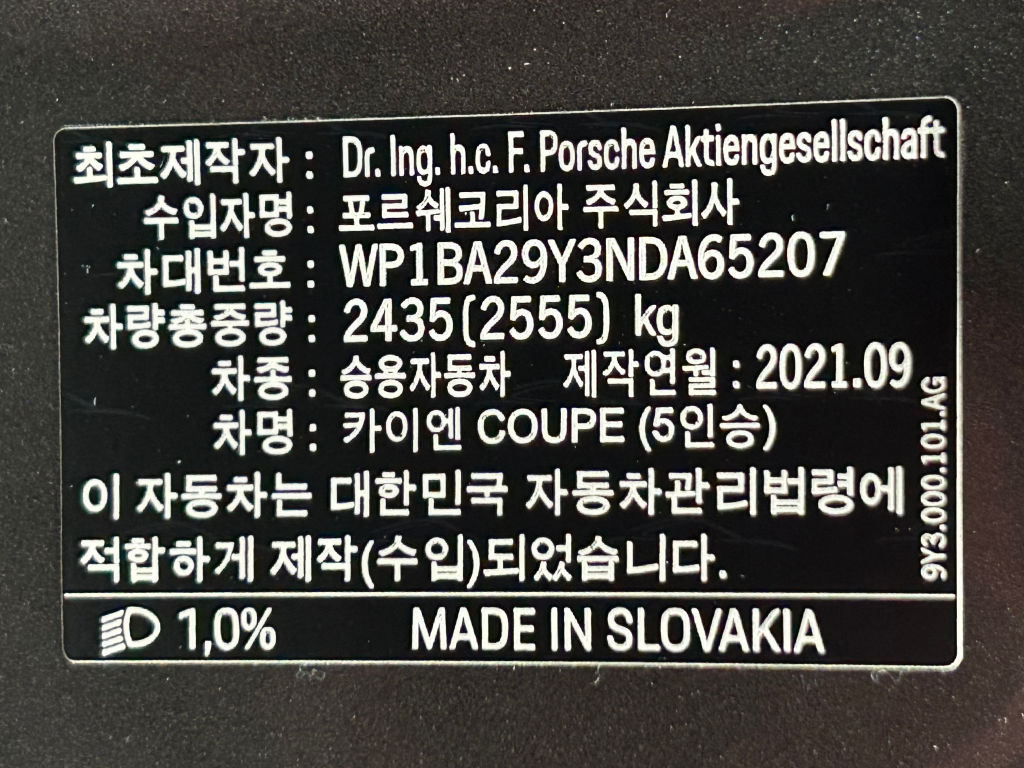 최초제작자 : Dr. Ing. h.c. F. Porsche Aktiengesellschaft
수입자명 : 포르쉐코리아 주식회사
차대번호 : WP1BA29Y3NDA65207
차량총중량 : 2435(2555) kg
차종 : 승용자동차 제작연월 : 2021.09
차명 : 카이엔 COUPE (5인승)
이 자동차는 대한민국 자동차관리법령에
적합하게 제작(수입)되었습니다.
9Y3.000.101.AG
1,0% MADE IN SLOVAKIA